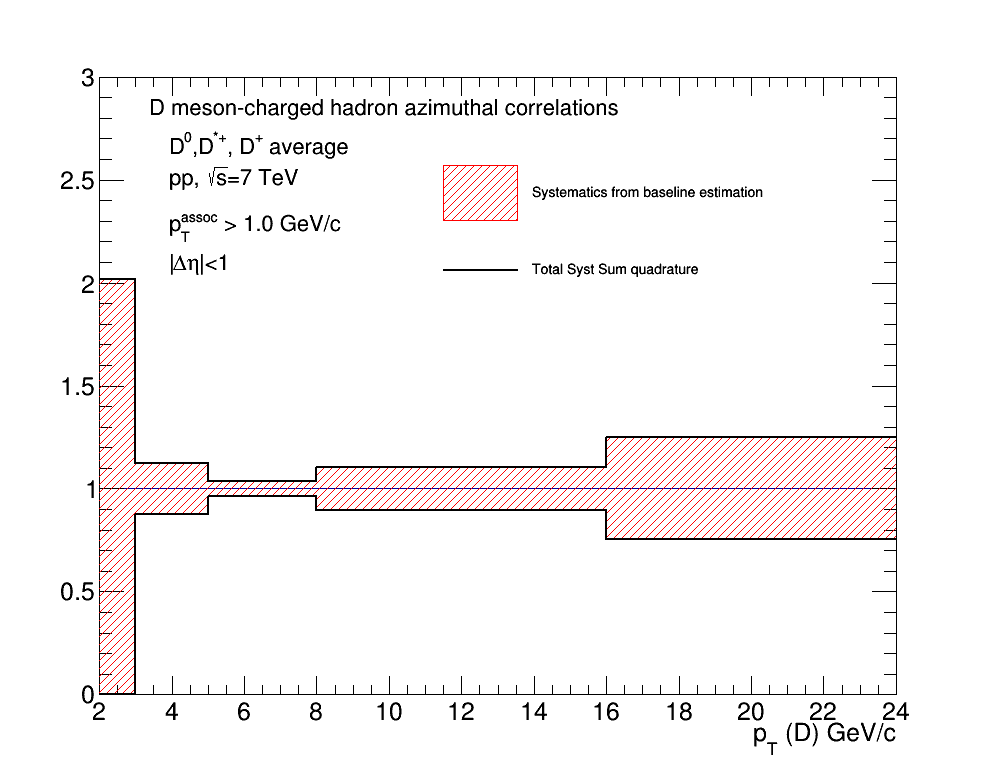 3
D meson-charged hadron azimuthal correlations
D⁰,D*⁺, D⁺ average
pp, √s=7 TeV
2.5
Systematics from baseline estimation
p_T^assoc > 1.0 GeV/c
|Δη|<1
Total Syst Sum quadrature
2
1.5
1
0.5
0
2 4 6 8 10 12 14 16 18 20 22 24
p_T (D) GeV/c